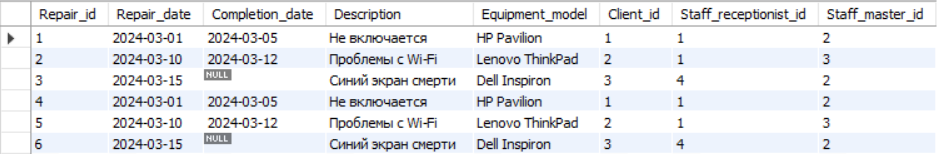 Repair_id Repair_date Completion_date Description Equipment_model Client_id Staff_receptionist_id Staff_master_id
1 2024-03-01 2024-03-05 Не включается HP Pavilion 1 1 2
2 2024-03-10 2024-03-12 Проблемы с Wi-Fi Lenovo ThinkPad 2 1 3
3 2024-03-15 NULL Синий экран смерти Dell Inspiron 3 4 2
4 2024-03-01 2024-03-05 Не включается HP Pavilion 1 1 2
5 2024-03-10 2024-03-12 Проблемы с Wi-Fi Lenovo ThinkPad 2 1 3
6 2024-03-15 NULL Синий экран смерти Dell Inspiron 3 4 2